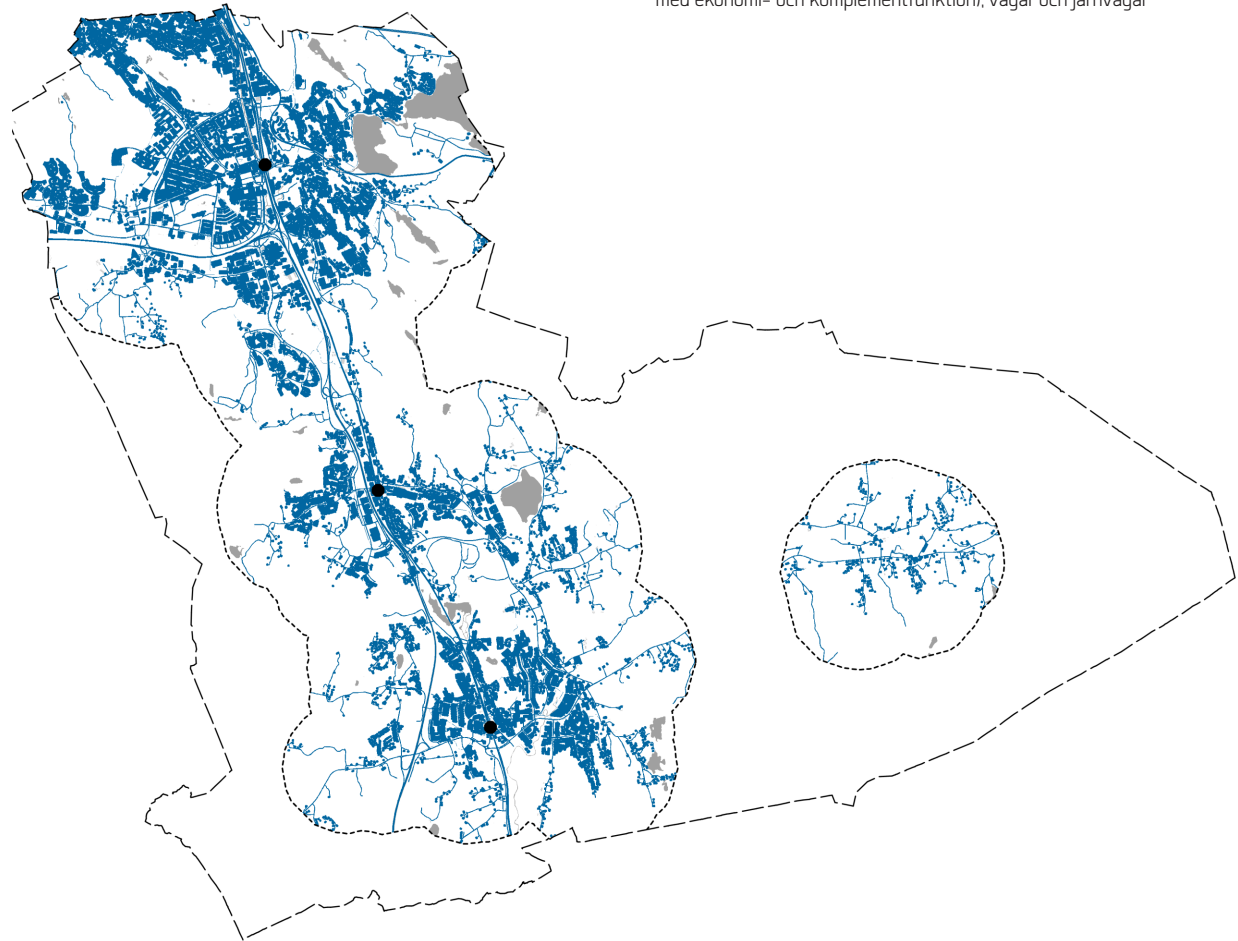 med ekonomi- och komplementfunktion), vägar och järnvägar